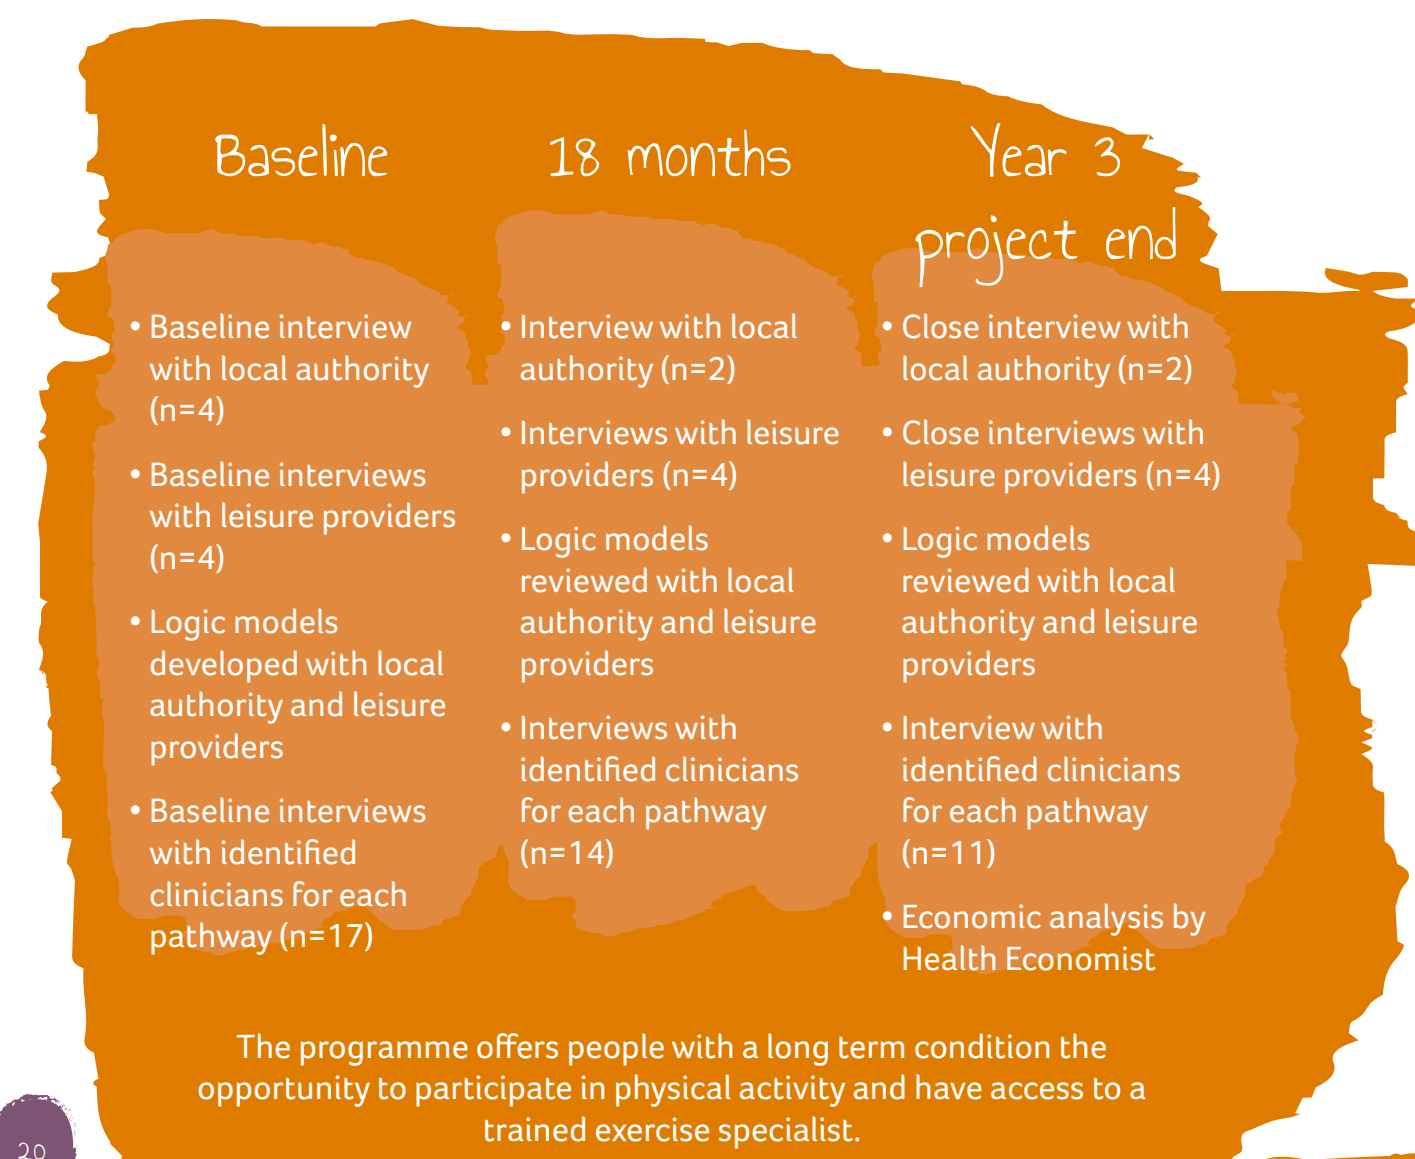 Baseline
• Baseline interview
with local authority
(n=4)
• Baseline interviews
with leisure providers
(n=4)
• Logic models
developed with local
authority and leisure
providers
• Baseline interviews
with identified
clinicians for each
pathway (n=17)
18 months
• Interview with local
authority (n=2)
• Interviews with leisure
providers (n=4)
• Logic models
reviewed with local
authority and leisure
providers
• Interviews with
identified clinicians
for each pathway
(n=14)
Year 3
project end
• Close interview with
local authority (n=2)
• Close interviews with
leisure providers (n=4)
• Logic models
reviewed with local
authority and leisure
providers
• Interview with
identified clinicians
for each pathway
(n=11)
• Economic analysis by
Health Economist
The programme offers people with a long term condition the
opportunity to participate in physical activity and have access to a
trained exercise specialist.